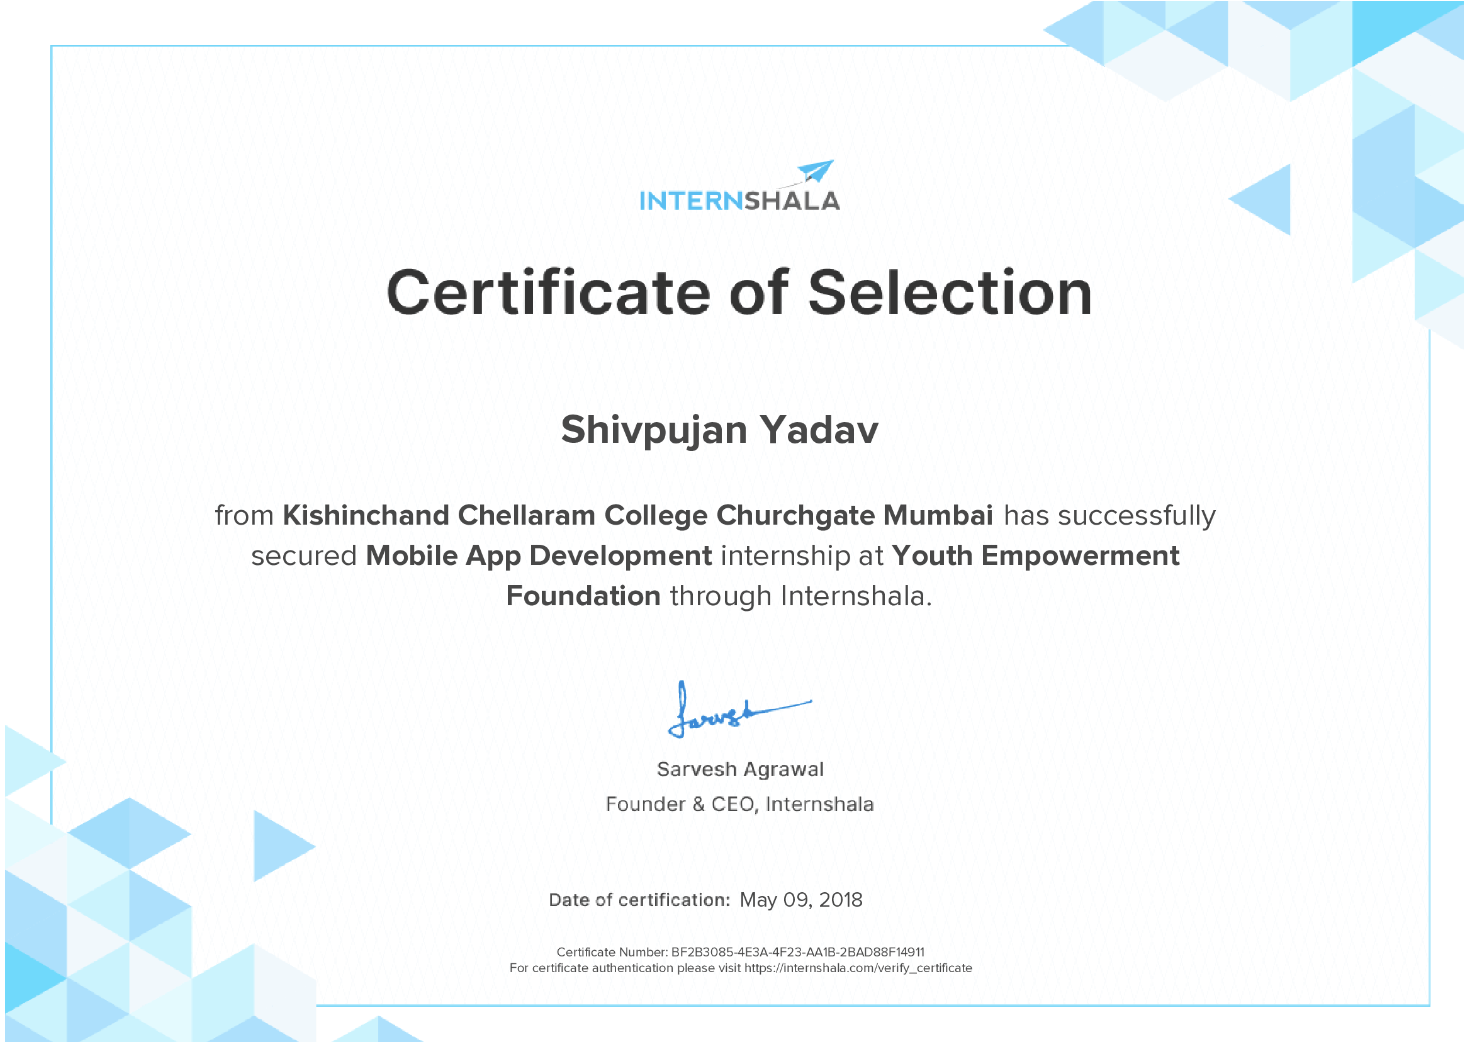 INTERNSHALA
Certificate of Selection
Shivpujan Yadav
from Kishinchand Chellaram College Churchgate Mumbai has successfully
secured Mobile App Development internship at Youth Empowerment
Foundation through Internshala.
Sarvesh
Sarvesh Agrawal
Founder & CEO, Internshala
Date of certification: May 09, 2018
Certificate Number: BF2B3085-4E3A-4F23-AA1B-2BAD88F14911
For certificate authentication please visit https://internshala.com/verify_certificate